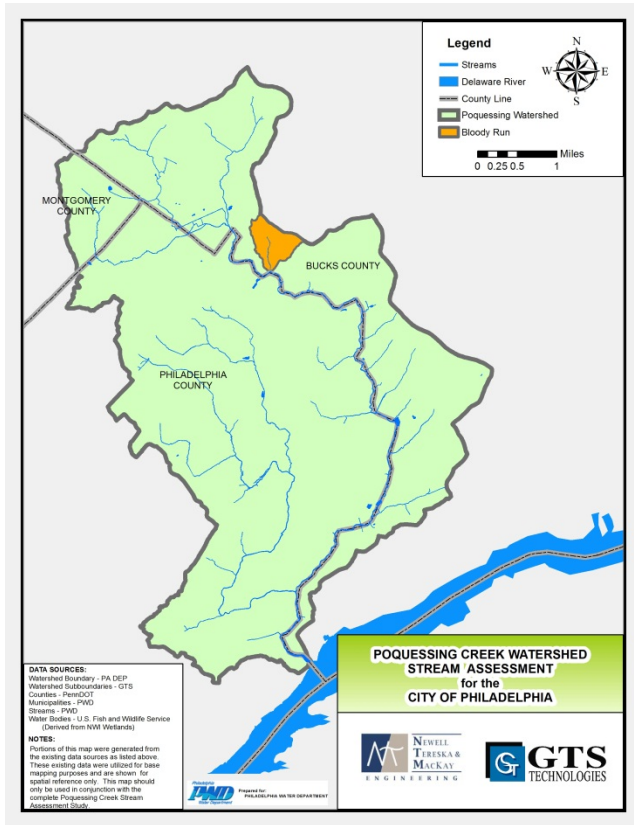 Legend
Streams
Delaware River
County Line
Poquessing Watershed
Bloody Run
N
W E
S
Miles
0 0.25 0.5 1
MONTGOMERY
COUNTY
BUCKS COUNTY
PHILADELPHIA
COUNTY
DATA SOURCES:
Watershed Boundary - PA DEP
Watershed Subboundaries - GTS
Counties - PennDOT
Municipalities - PWD
Streams - PWD
Water Bodies - U.S. Fish and Wildlife Service
(Derived from NWI Wetlands)
NOTES:
Portions of this map were generated from
the existing data sources as listed above.
These existing data were utilized for base
mapping purposes and are shown for
spatial reference only. This map should
only be used in conjunction with the
complete Poquessing Creek Stream
Assessment Study.
Philadelphia
PWD
Water Department
Prepared for:
PHILADELPHIA WATER DEPARTMENT
POQUESSING CREEK WATERSHED
STREAM ASSESSMENT
for the
CITY OF PHILADELPHIA
NEWELL
TERESKA &
MACKAY
ENGINEERING
GTS
TECHNOLOGIES